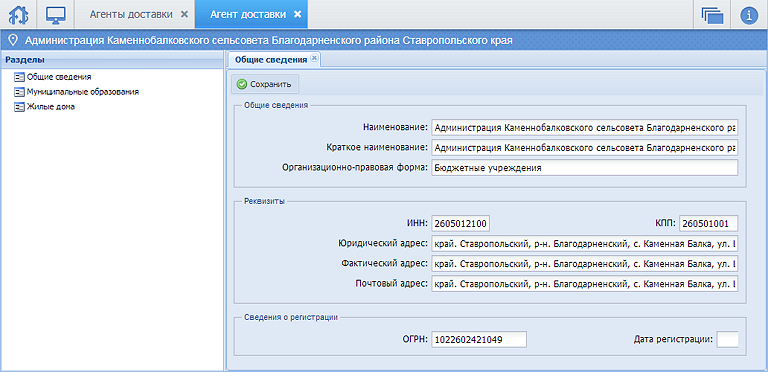 Агенты доставки
Агент доставки
Администрация Каменнобалковского сельсовета Благодарненского района Ставропольского края
Разделы
Общие сведения
Муниципальные образования
Жилые дома
Общие сведения
Сохранить
Общие сведения
Наименование: Администрация Каменнобалковского сельсовета Благодарненского ра
Краткое наименование: Администрация Каменнобалковского сельсовета Благодарненского ра
Организационно-правовая форма: Бюджетные учреждения
Реквизиты
ИНН: 2605012100 КПП: 260501001
Юридический адрес: край. Ставропольский, р-н. Благодарненский, с. Каменная Балка, ул.
Фактический адрес: край. Ставропольский, р-н. Благодарненский, с. Каменная Балка, ул.
Почтовый адрес: край. Ставропольский, р-н. Благодарненский, с. Каменная Балка, ул.
Сведения о регистрации
ОГРН: 1022602421049 Дата регистрации: